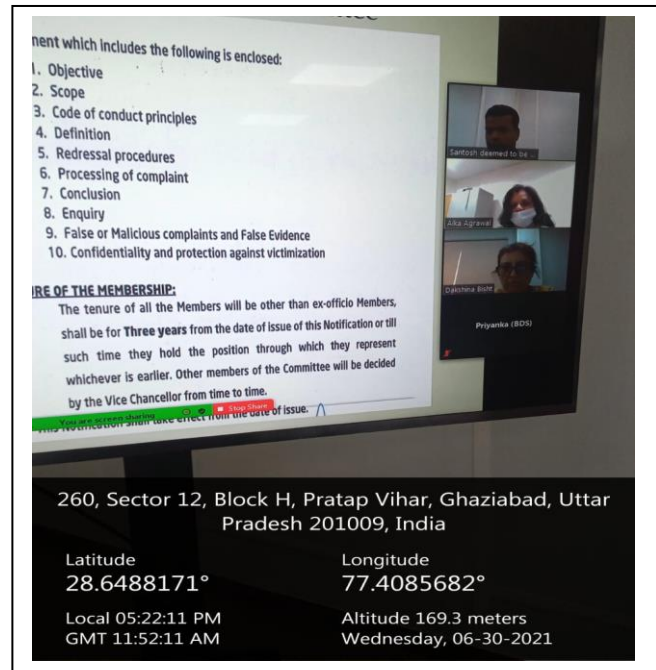 nent which includes the following is enclosed:
1. Objective
2. Scope
3. Code of conduct principles
4. Definition
5. Redressal procedures
6. Processing of complaint
7. Conclusion
8. Enquiry
9. False or Malicious complaints and False Evidence
10. Confidentiality and protection against victimization
IRE OF THE MEMBERSHIP:
The tenure of all the Members will be other than ex-officio Members,
shall be for Three years from the date of issue of this Notification or till
such time they hold the position through which they represent
whichever is earlier. Other members of the Committee will be decided
by the Vice Chancellor from time to time.
This Notification shall take effect from the date of issue.
You are screen sharing
Stop Share
Santosh deemed to be ...
Alka Agrawal
Dakshina Bisht
Priyanka (BDS)
260, Sector 12, Block H, Pratap Vihar, Ghaziabad, Uttar
Pradesh 201009, India
Latitude
28.6488171°
Longitude
77.4085682°
Local 05:22:11 PM
GMT 11:52:11 AM
Altitude 169.3 meters
Wednesday, 06-30-2021